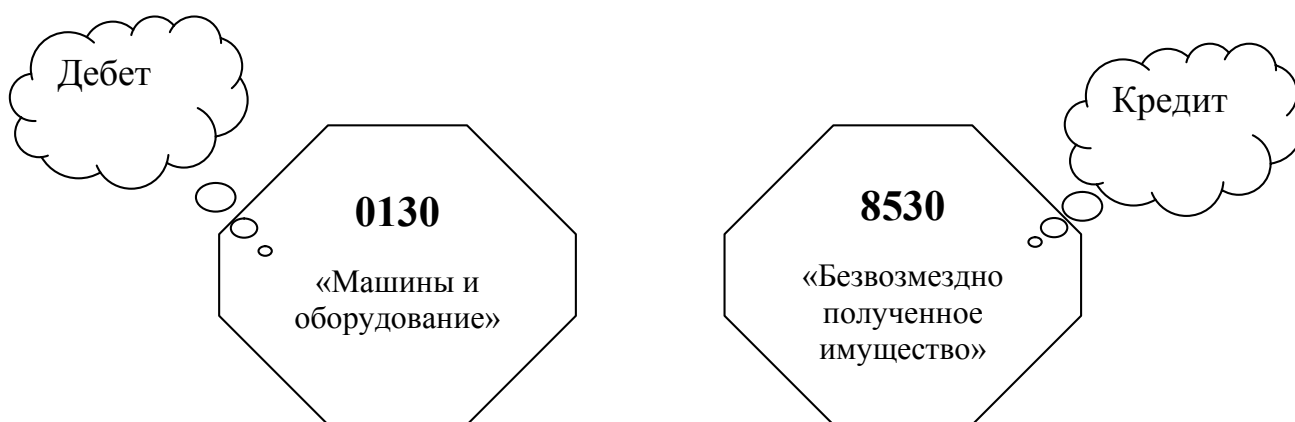 Дебет
0130
«Машины и
оборудование»
Кредит
8530
«Безвозмездно
полученное
имущество»